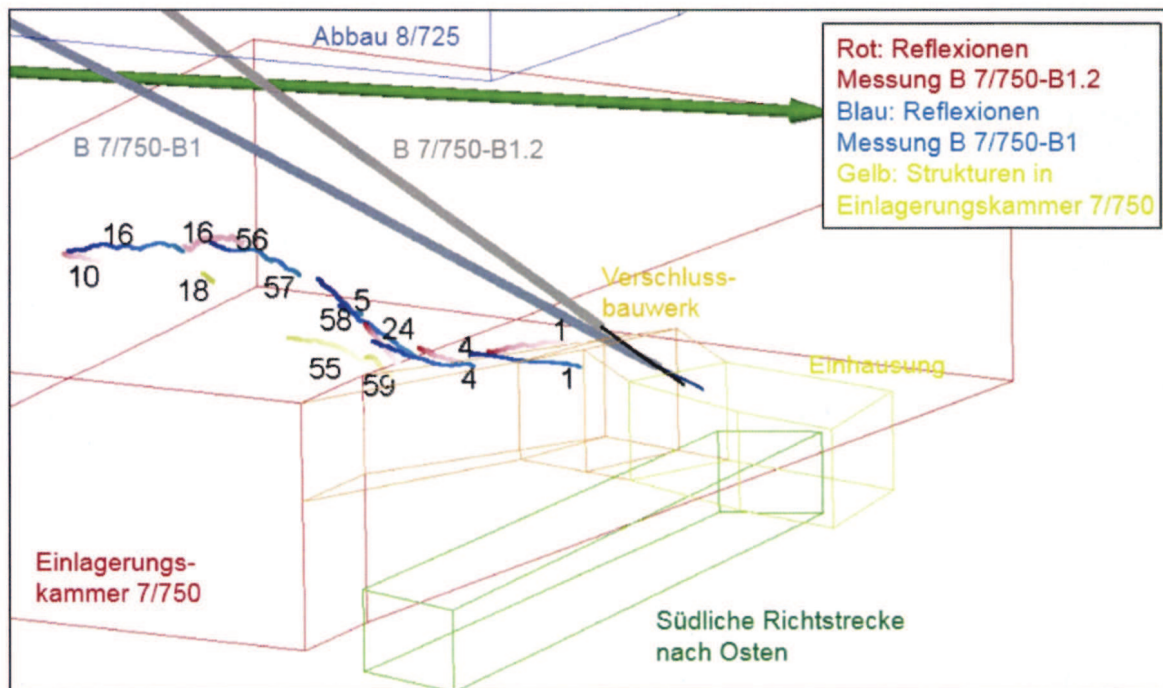 Abbau 8/725
Rot: Reflexionen
Messung B 7/750-B1.2
Blau: Reflexionen
Messung B 7/750-B1
Gelb: Strukturen in
Einlagerungskammer 7/750
B 7/750-B1
B 7/750-B1.2
16
16
56
10
18
57
Verschluss-
bauwerk
5
58
24
4
1
55
59
4
1
Einhausung
Einlagerungs-
kammer 7/750
Südliche Richtstrecke
nach Osten